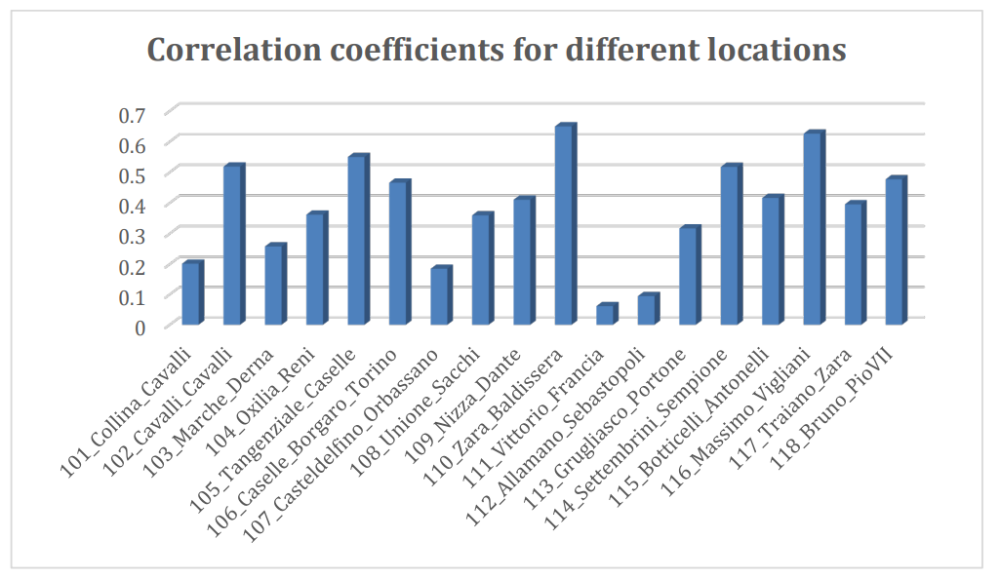 Correlation coefficients for different locations
0.7
0.6
0.5
0.4
0.3
0.2
0.1
0
101_Collina_Cavalli
102_Cavalli_Cavalli
103_Marche_Derna
104_Oxilia_Reni
105_Tangenziale_Caselle
106_Caselle_Borgaro_Torino
107_Casteldelfino_Orbassano
108_Unione_Sacchi
109_Nizza_Dante
110_Zara_Baldissera
111_Vittorio_Francia
112_Allamano_Sebastopoli
113_Grugliasco_Portone
114_Settembrini_Sempione
115_Botticelli_Antonelli
116_Massimo_Vigliani
117_Traiano_Zara
118_Bruno_PioVII